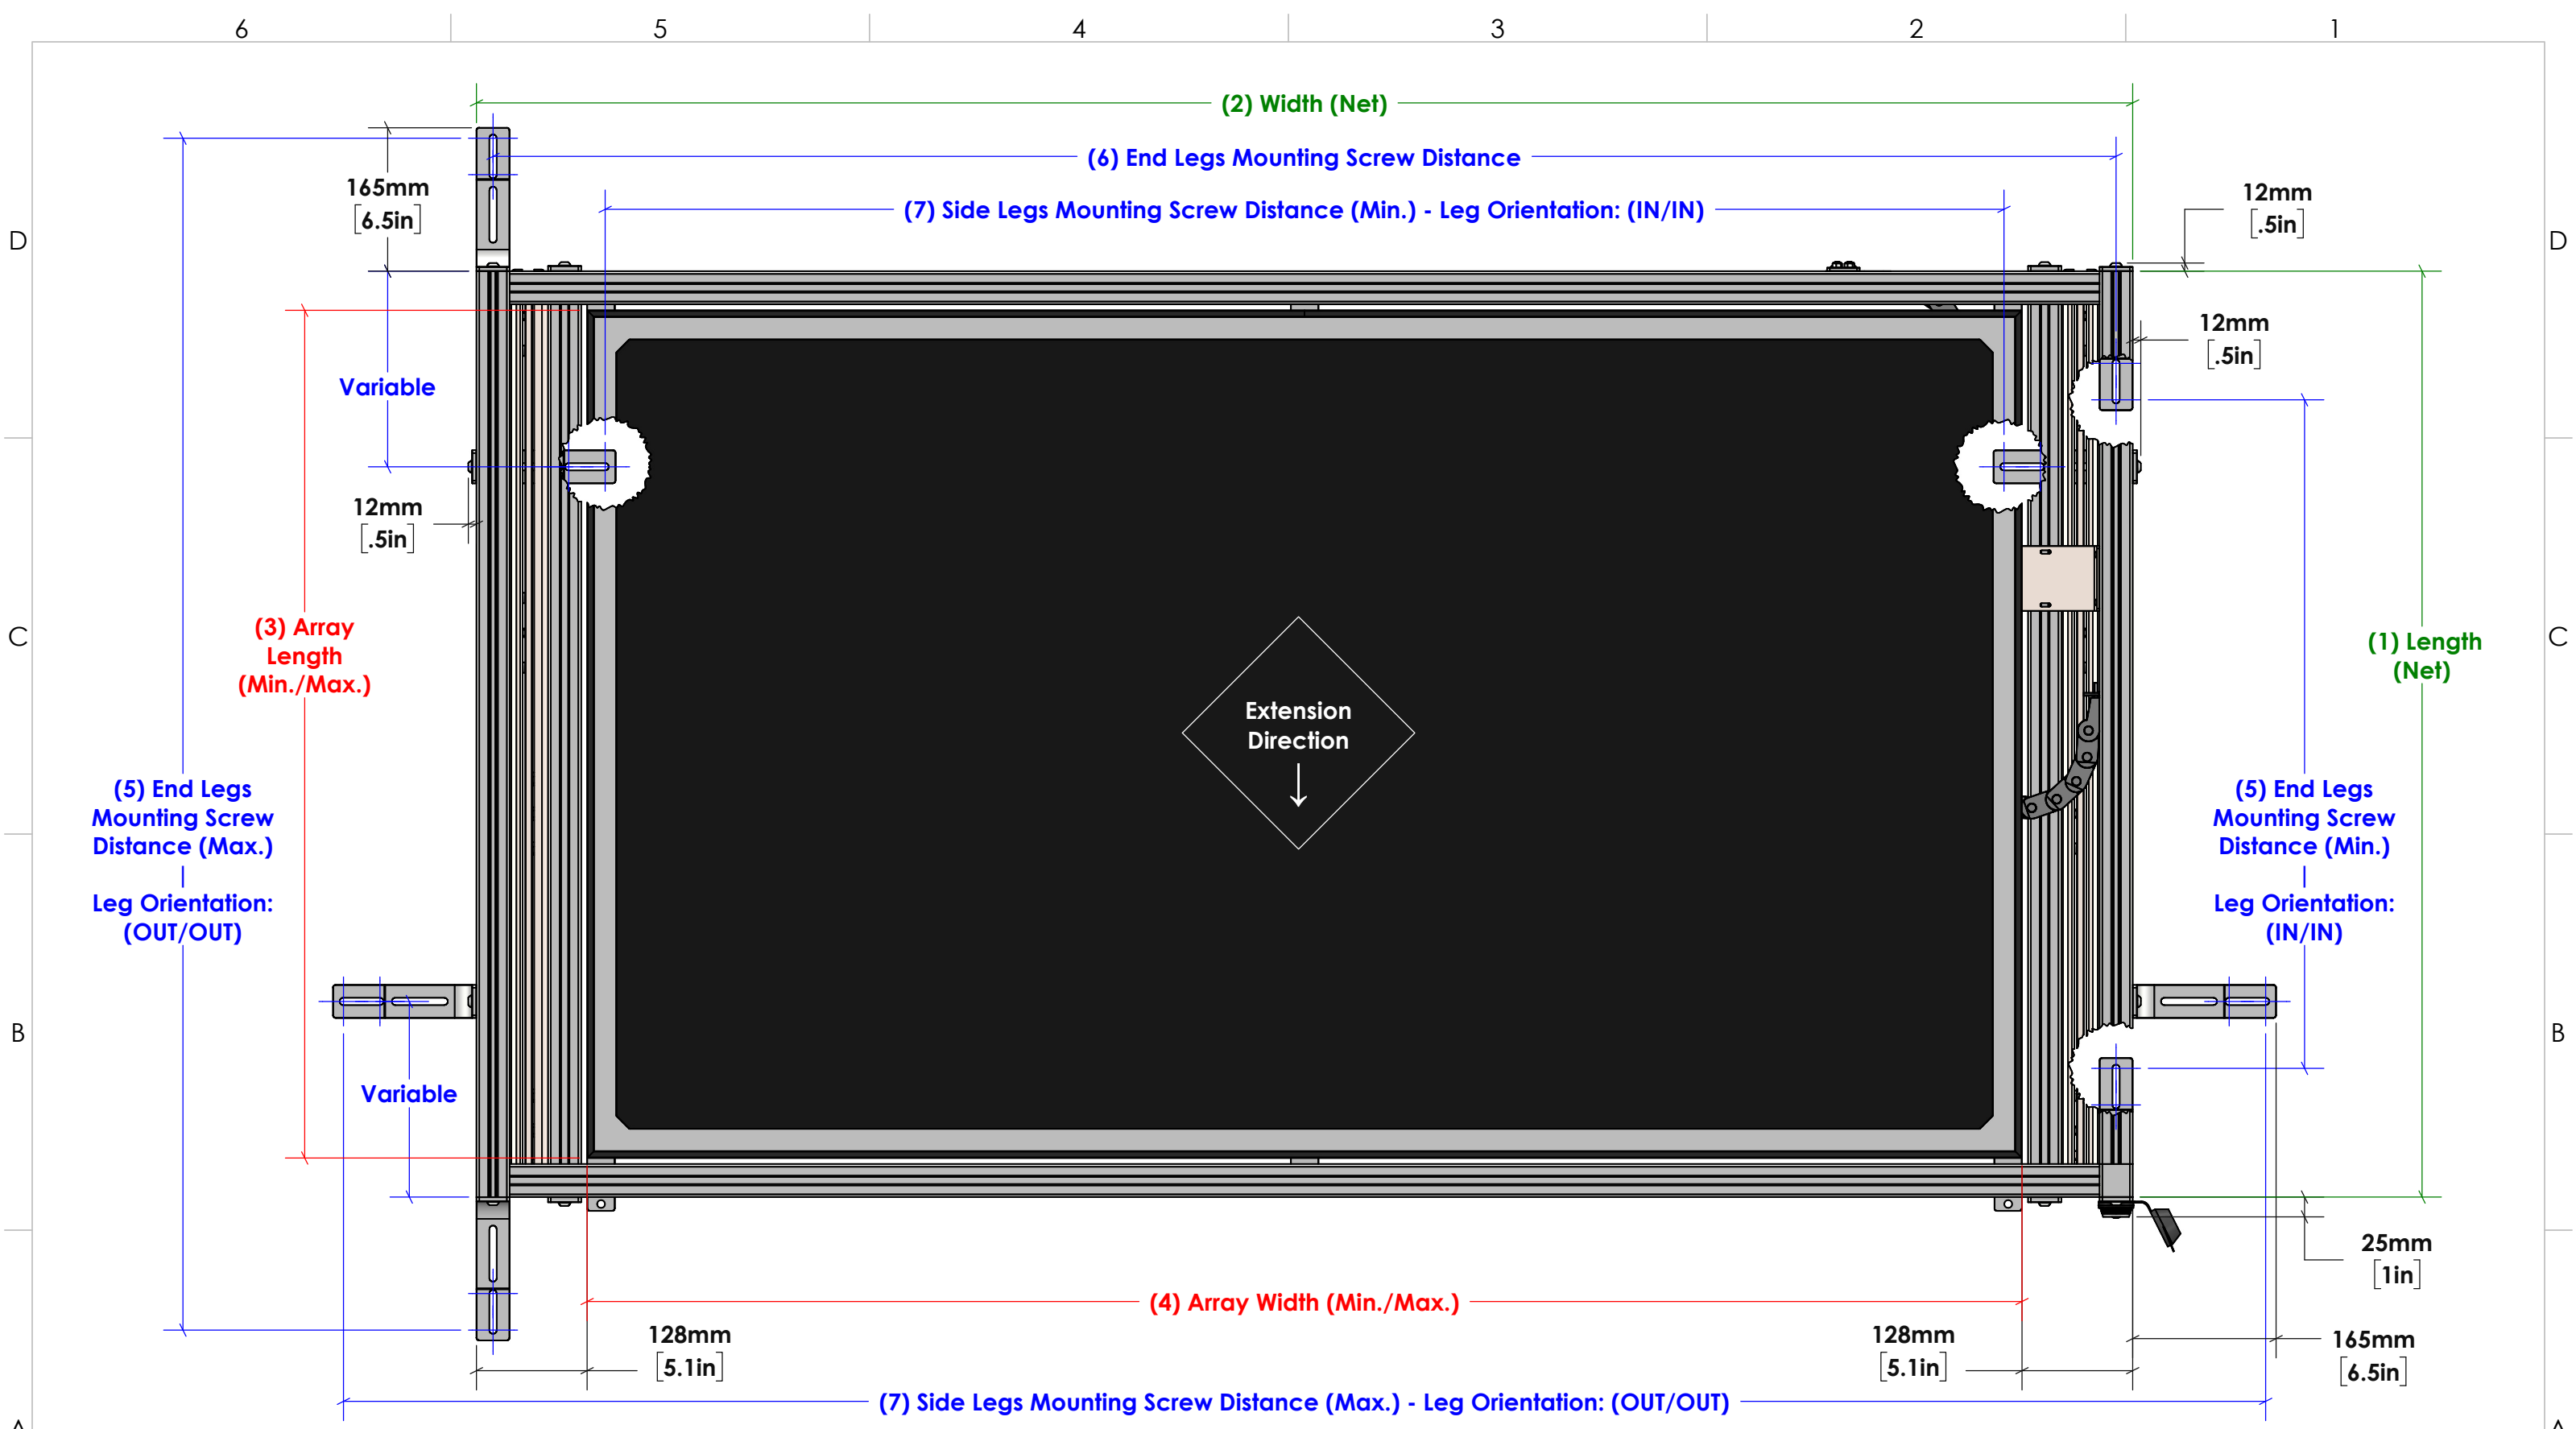 6 5 4 3 2 1
(2) Width (Net)
(6) End Legs Mounting Screw Distance
(7) Side Legs Mounting Screw Distance (Min.) - Leg Orientation: (IN/IN)
165mm
[6.5in]
12mm
[.5in]
D
D
12mm
[.5in]
Variable
12mm
[.5in]
(3) Array
Length
(Min./Max.)
C
C
(1) Length
(Net)
Extension
Direction
↓
(5) End Legs
Mounting Screw
Distance (Max.)
Leg Orientation:
(OUT/OUT)
(5) End Legs
Mounting Screw
Distance (Min.)
Leg Orientation:
(IN/IN)
B
B
Variable
25mm
[1in]
(4) Array Width (Min./Max.)
128mm
[5.1in]
128mm
[5.1in]
165mm
[6.5in]
(7) Side Legs Mounting Screw Distance (Max.) - Leg Orientation: (OUT/OUT)